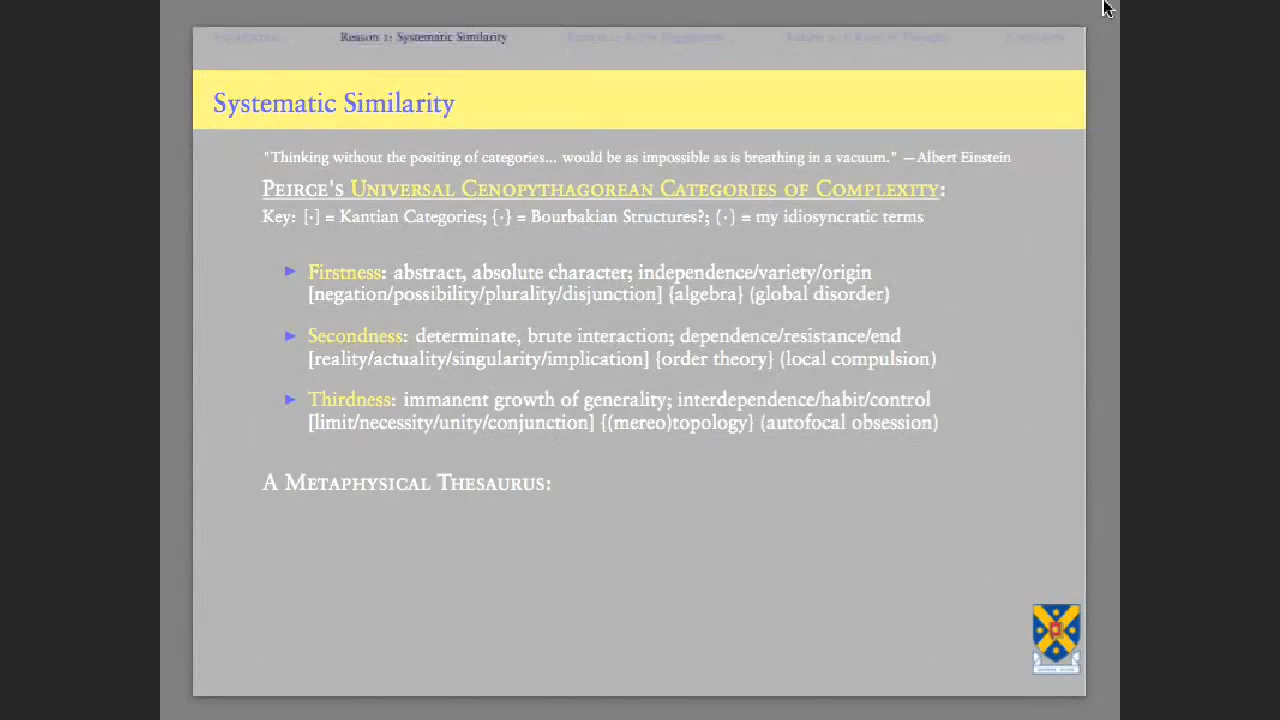 Reason 1: Systematic Similarity
Systematic Similarity
"Thinking without the positing of categories... would be as impossible as is breathing in a vacuum." —Albert Einstein
Peirce's Universal Cenopythagorean Categories of Complexity:
Key: [·] = Kantian Categories; {·} = Bourbakian Structures?; (·) = my idiosyncratic terms
► Firstness: abstract, absolute character; independence/variety/origin
[negation/possibility/plurality/disjunction] {algebra} (global disorder)
► Secondness: determinate, brute interaction; dependence/resistance/end
[reality/actuality/singularity/implication] {order theory} (local compulsion)
► Thirdness: immanent growth of generality; interdependence/habit/control
[limit/necessity/unity/conjunction] {(mereo)topology} (autofocal obsession)
A Metaphysical Thesaurus: